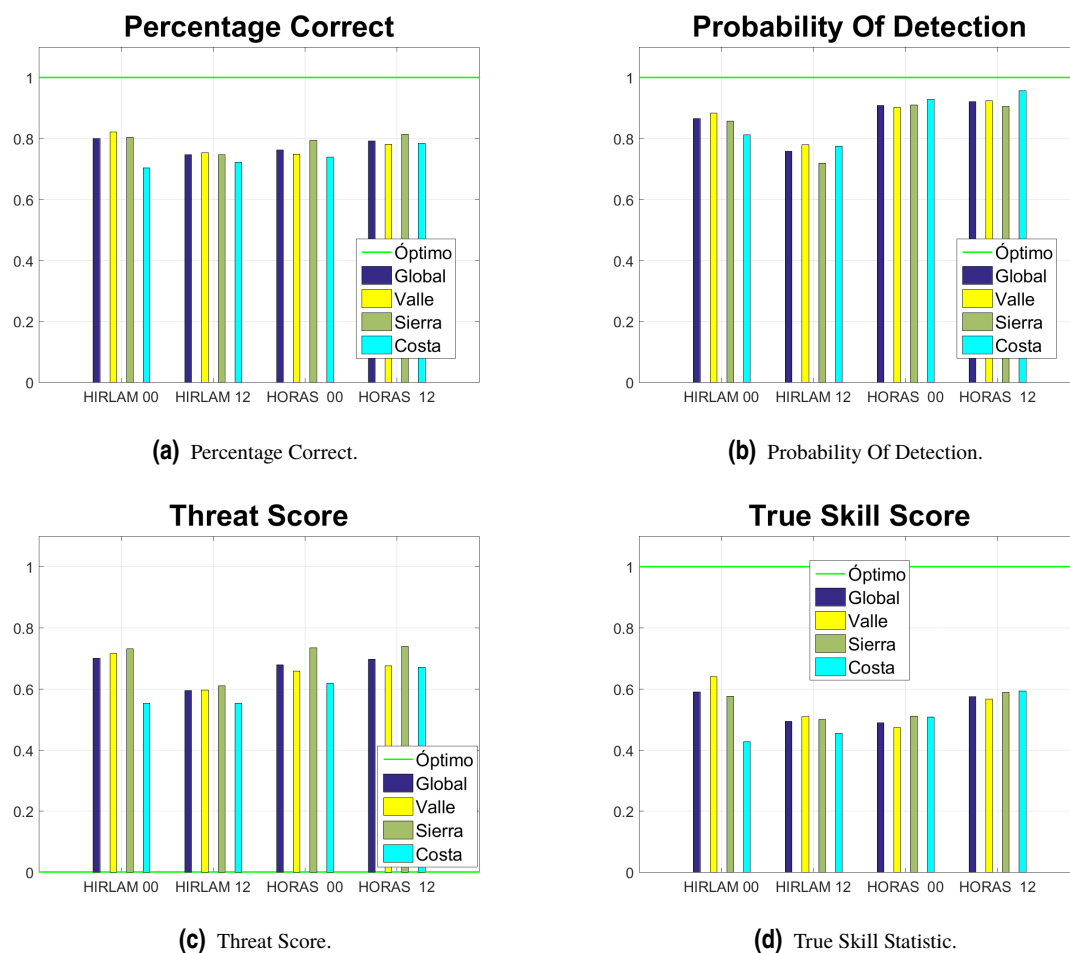 Percentage Correct
1
0.8
0.6
0.4
0.2
0
Óptimo
Global
Valle
Sierra
Costa
HIRLAM 00 HIRLAM 12 HORAS 00 HORAS 12
(a) Percentage Correct.
Probability Of Detection
1
0.8
0.6
0.4
0.2
0
Óptimo
Global
Valle
Sierra
Costa
HIRLAM 00 HIRLAM 12 HORAS 00 HORAS 12
(b) Probability Of Detection.
Threat Score
1
0.8
0.6
0.4
0.2
0
Óptimo
Global
Valle
Sierra
Costa
HIRLAM 00 HIRLAM 12 HORAS 00 HORAS 12
(c) Threat Score.
True Skill Score
1
0.8
0.6
0.4
0.2
0
Óptimo
Global
Valle
Sierra
Costa
HIRLAM 00 HIRLAM 12 HORAS 00 HORAS 12
(d) True Skill Statistic.